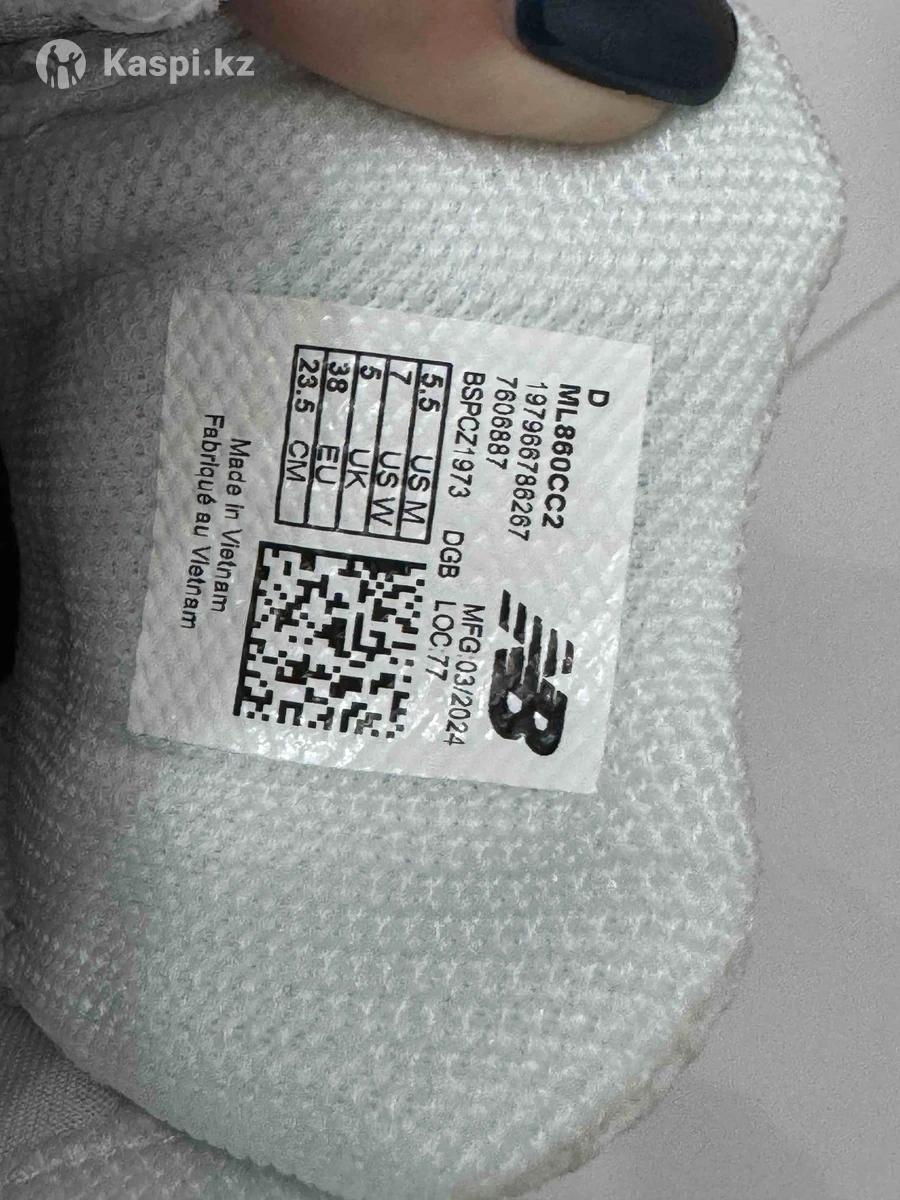 Kaspi.kz
D
ML860CC2
197966786267
7606887
BSPCZ1973 DGB MFG:03/2024
LOC:77
5.5 US M
7 US W
5 UK
38 EU
23.5 CM
Made in Vietnam
Fabriqué au Vietnam